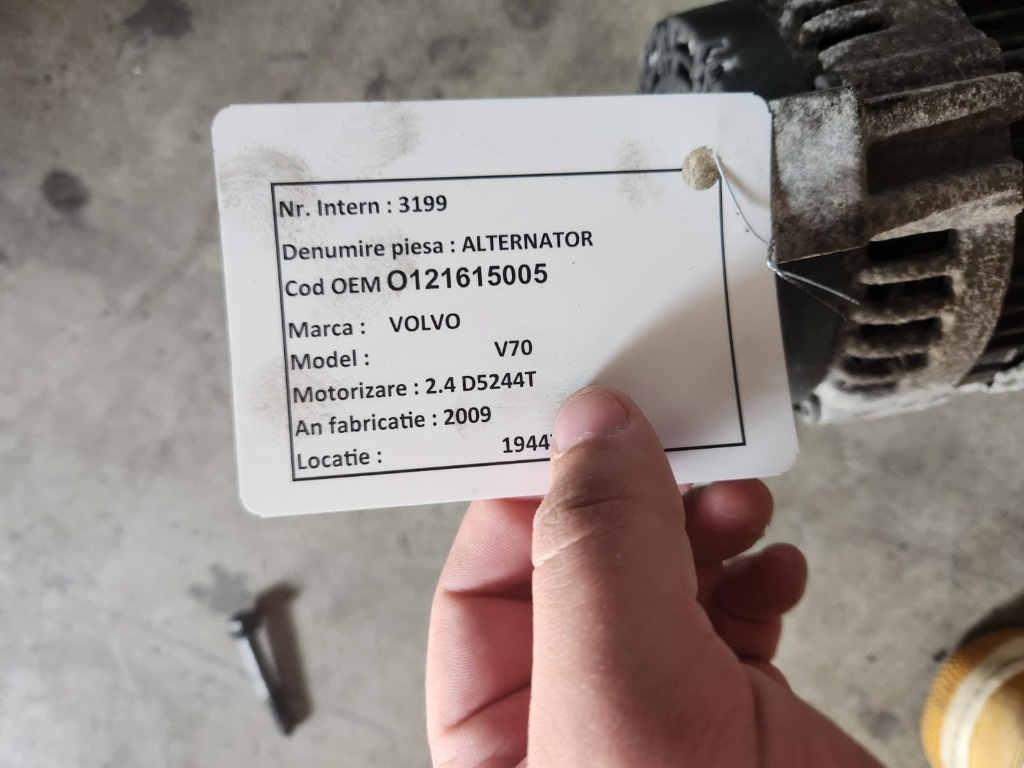 Nr. Intern : 3199
Denumire piesa : ALTERNATOR
Cod OEM O121615005
Marca : VOLVO
Model : V70
Motorizare : 2.4 D5244T
An fabricatie : 2009
Locatie :